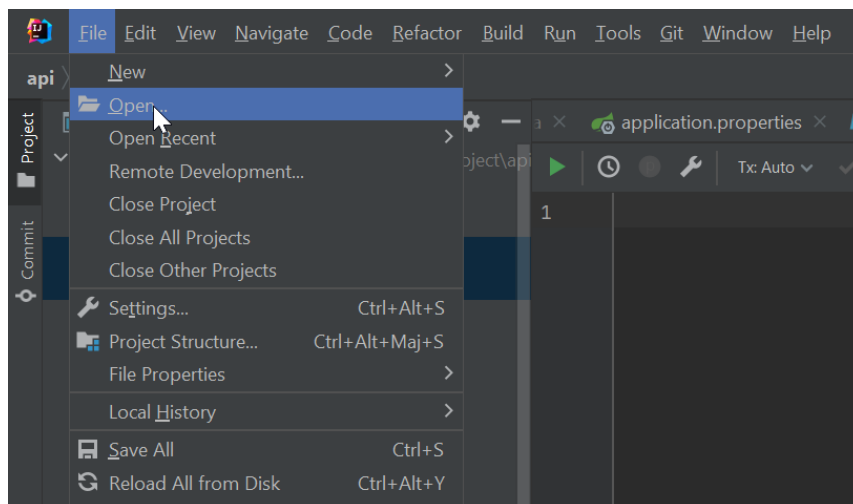 File Edit View Navigate Code Refactor Build Run Tools Git Window Help
api
New
Open...
Open Recent
Remote Development...
Close Project
Close All Projects
Close Other Projects
Settings... Ctrl+Alt+S
Project Structure... Ctrl+Alt+Maj+S
File Properties
Local History
Save All Ctrl+S
Reload All from Disk Ctrl+Alt+Y
Project
Commit
oject\api
a
application.properties
Tx: Auto
1